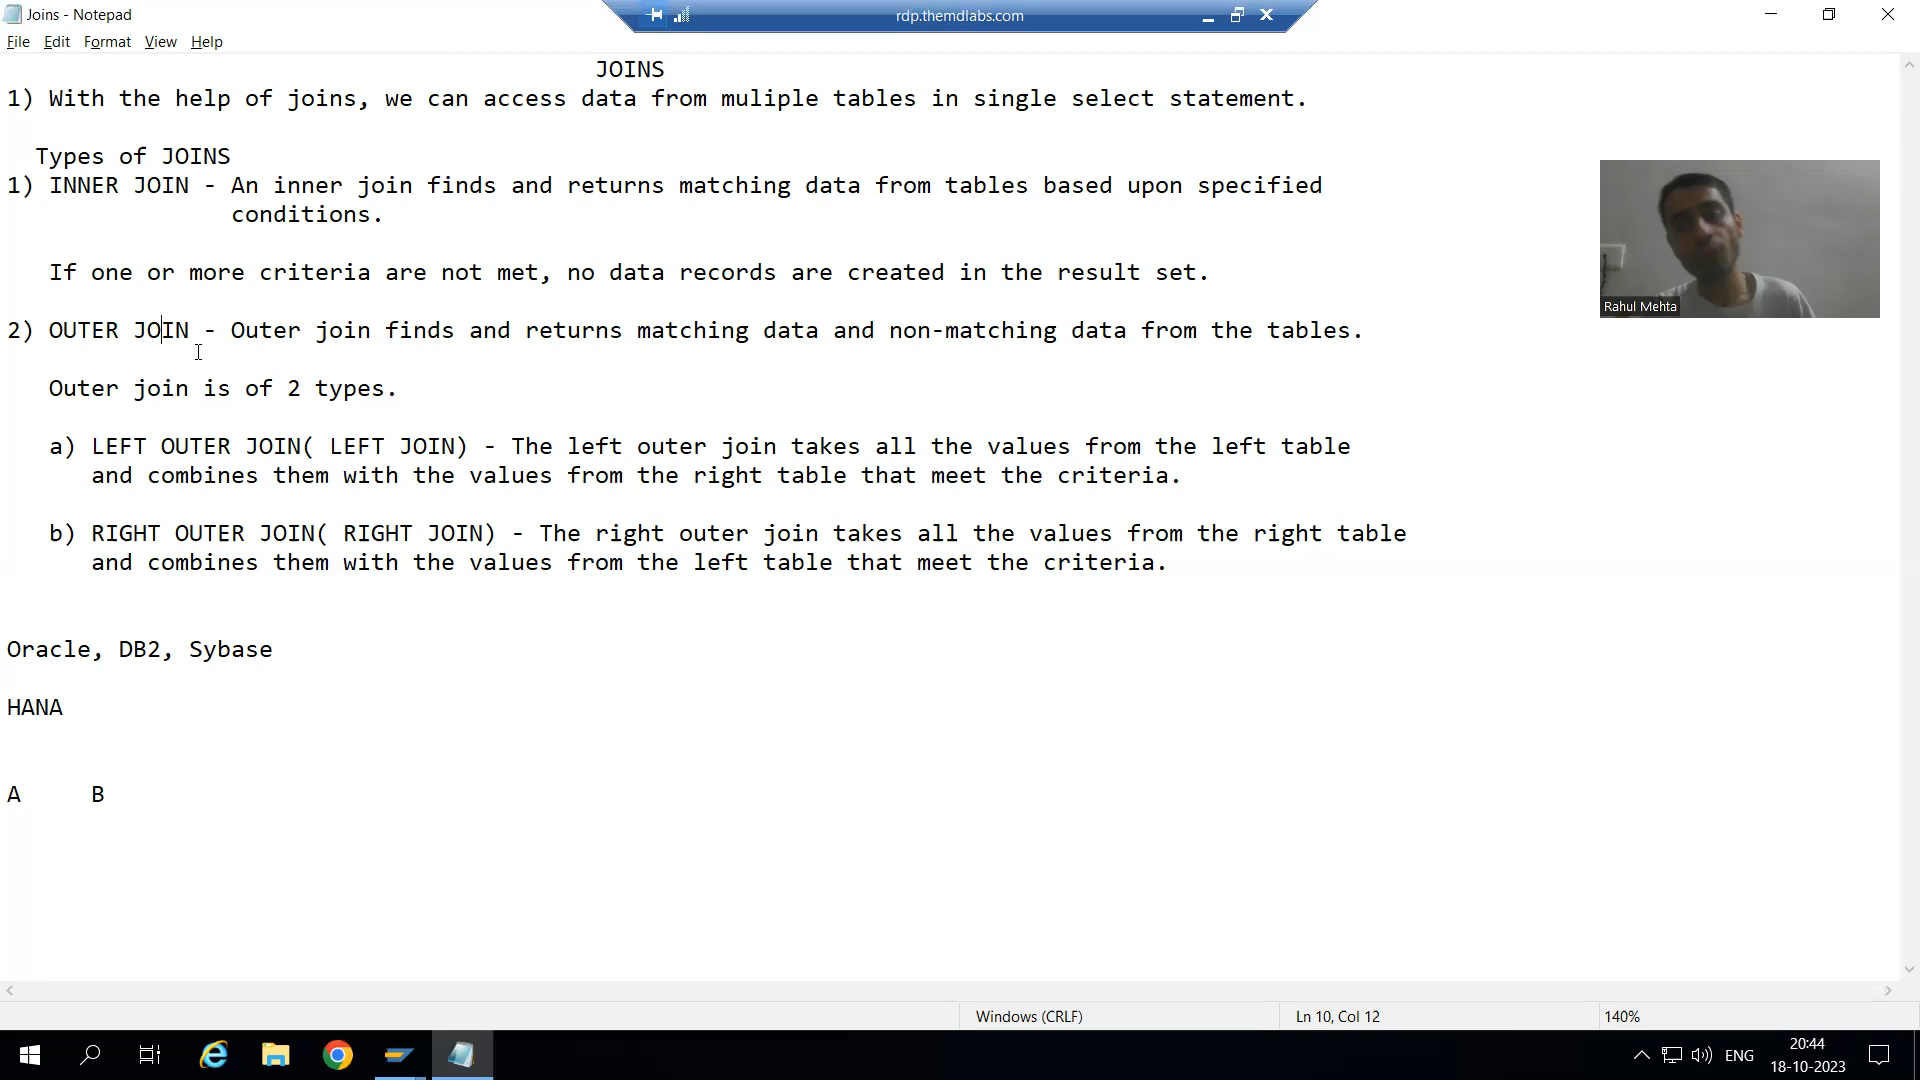 Joins - Notepad
rdp.themdlabs.com
File Edit Format View Help
JOINS
1) With the help of joins, we can access data from muliple tables in single select statement.
Types of JOINS
1) INNER JOIN - An inner join finds and returns matching data from tables based upon specified
conditions.
If one or more criteria are not met, no data records are created in the result set.
Rahul Mehta
2) OUTER JOIN - Outer join finds and returns matching data and non-matching data from the tables.
Outer join is of 2 types.
a) LEFT OUTER JOIN( LEFT JOIN) - The left outer join takes all the values from the left table
and combines them with the values from the right table that meet the criteria.
b) RIGHT OUTER JOIN( RIGHT JOIN) - The right outer join takes all the values from the right table
and combines them with the values from the left table that meet the criteria.
Oracle, DB2, Sybase
HANA
A B
Windows (CRLF) Ln 10, Col 12 140%
ENG
20:44
18-10-2023